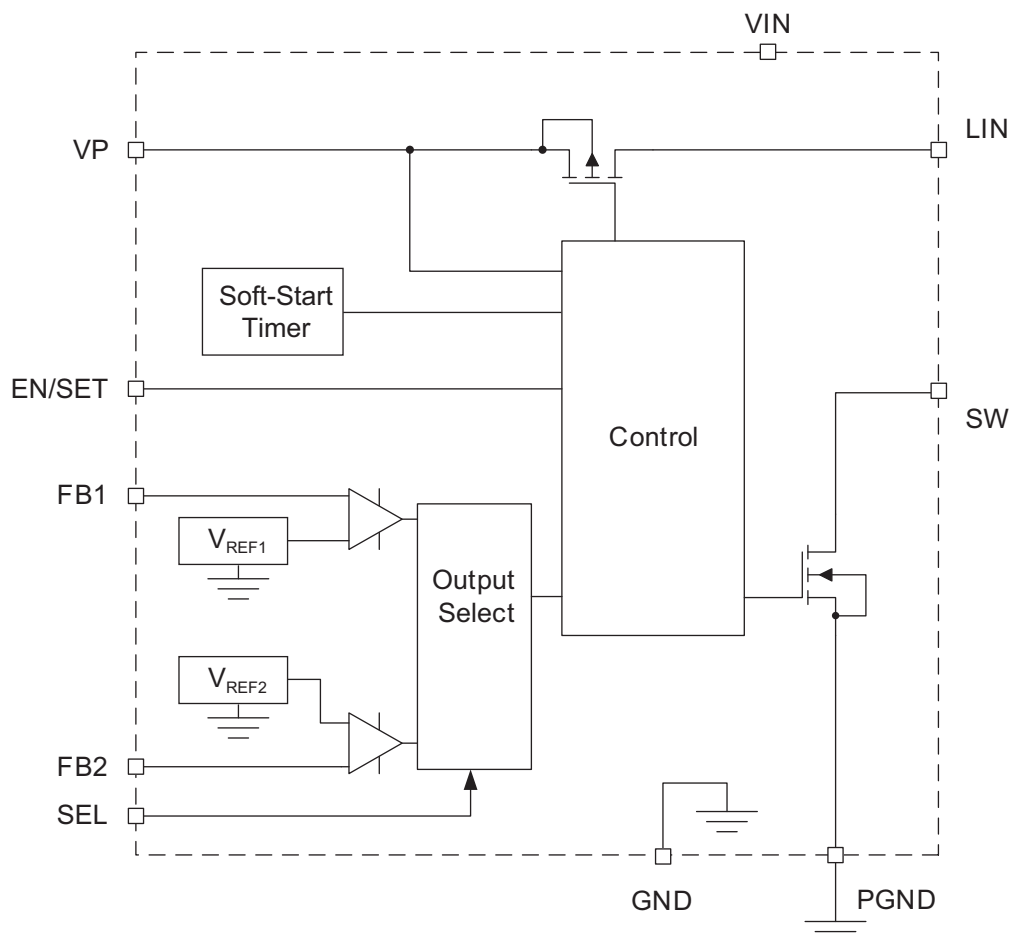 VIN
VP
LIN
Soft-Start
Timer
EN/SET
Control
SW
FB1
VREF1
Output
Select
VREF2
FB2
SEL
GND
PGND